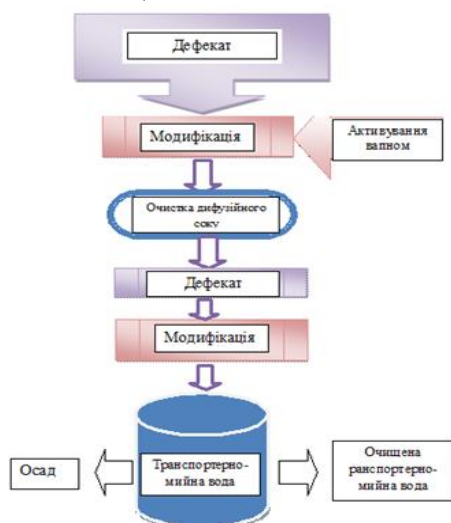 Дефекат
Модифікація
Активування
вапном
Очистка дифузійного
соку
Дефекат
Модифікація
Осад
Транспортерно-
мийна вода
Очищена
ранспортерно-
мийна вода